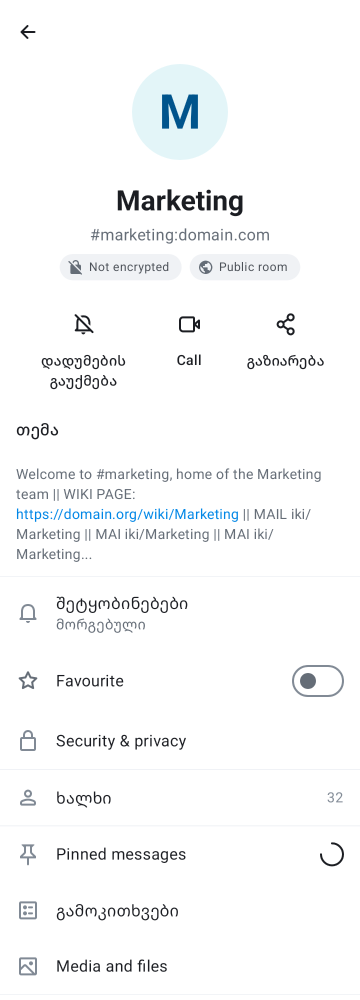 M
Marketing
#marketing:domain.com
Not encrypted
Public room
დადუმების
გაუქმება
Call
გაზიარება
თემა
Welcome to #marketing, home of the Marketing
team || WIKI PAGE:
https://domain.org/wiki/Marketing || MAIL iki/
Marketing || MAI iki/Marketing || MAI iki/
Marketing...
შეტყობინებები
მორგებული
Favourite
Security & privacy
ხალხი
32
Pinned messages
გამოკითხვები
Media and files